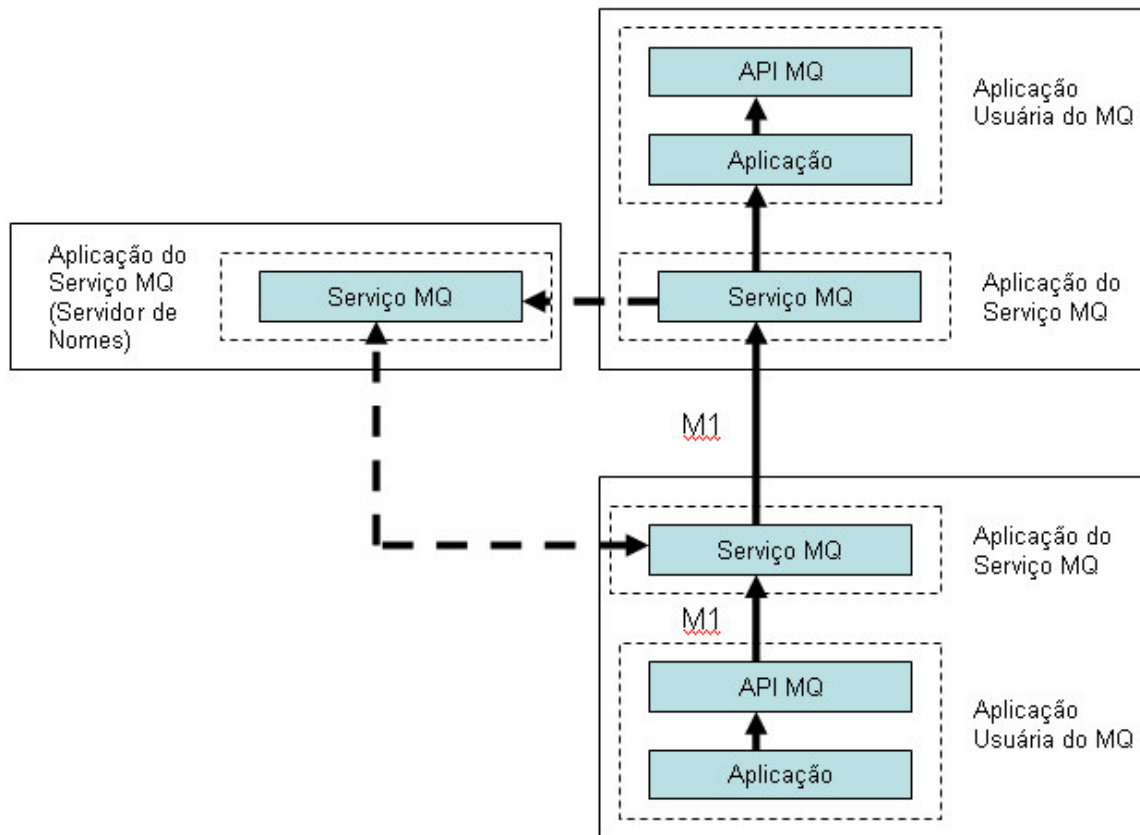 API MQ
Aplicação
Aplicação
Usuária do MQ
Aplicação do
Serviço MQ
(Servidor de
Nomes)
Serviço MQ
Serviço MQ
Aplicação do
Serviço MQ
M1
Serviço MQ
Aplicação do
Serviço MQ
M1
API MQ
Aplicação
Aplicação
Usuária do MQ